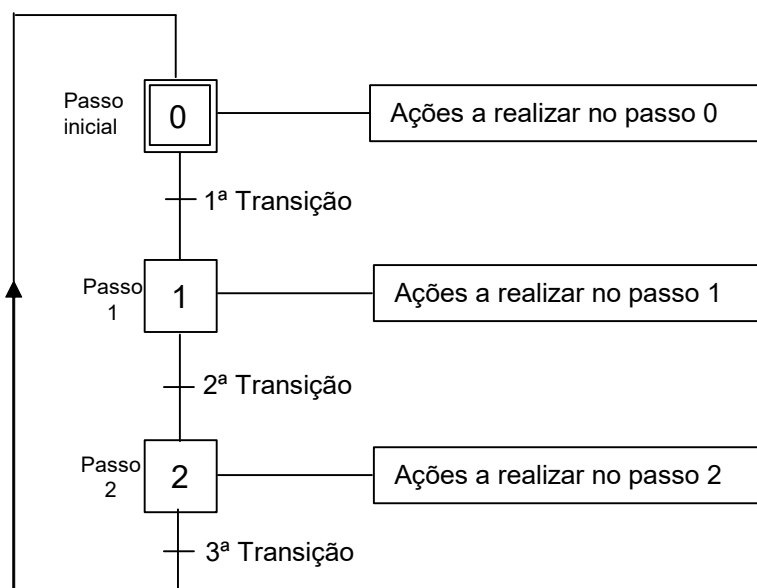 Passo
inicial
0
Ações a realizar no passo 0
1ª Transição
Passo
1
1
Ações a realizar no passo 1
2ª Transição
Passo
2
2
Ações a realizar no passo 2
3ª Transição